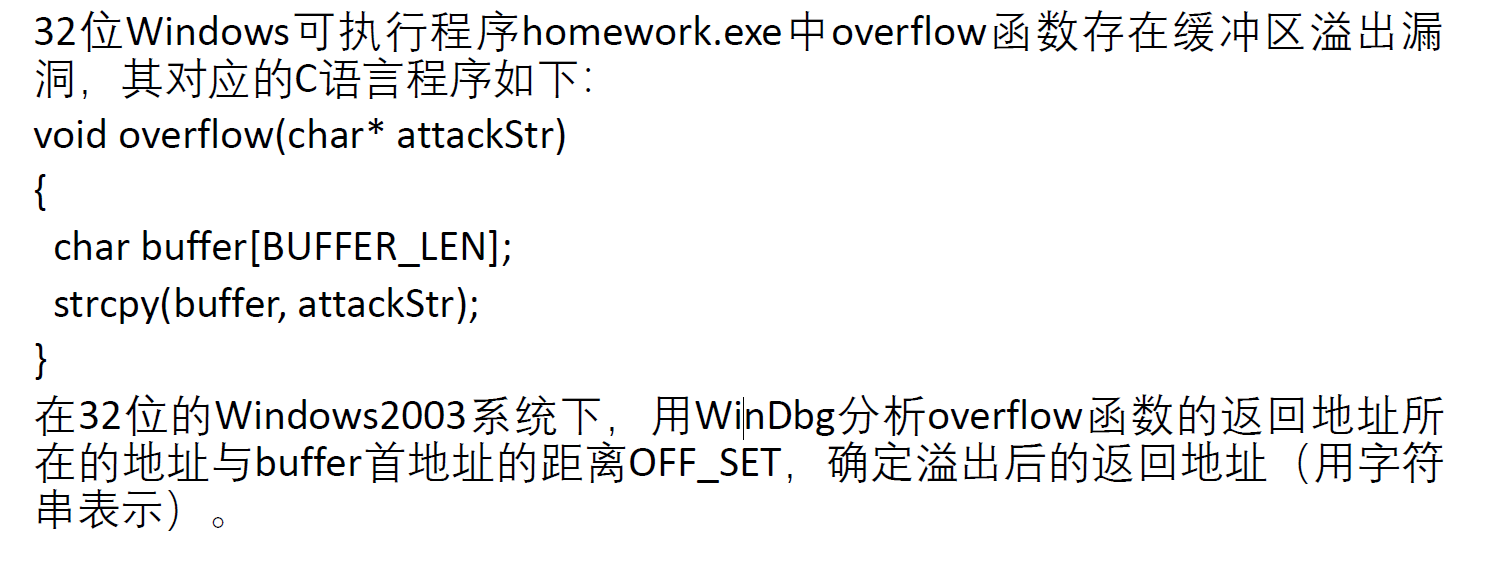 32位Windows可执行程序homework.exe中overflow函数存在缓冲区溢出漏
洞，其对应的C语言程序如下：
void overflow(char* attackStr)
{
  char buffer[BUFFER_LEN];
  strcpy(buffer, attackStr);
}
在32位的Windows2003系统下，用WinDbg分析overflow函数的返回地址所
在的地址与buffer首地址的距离OFF_SET，确定溢出后的返回地址（用字符
串表示）。